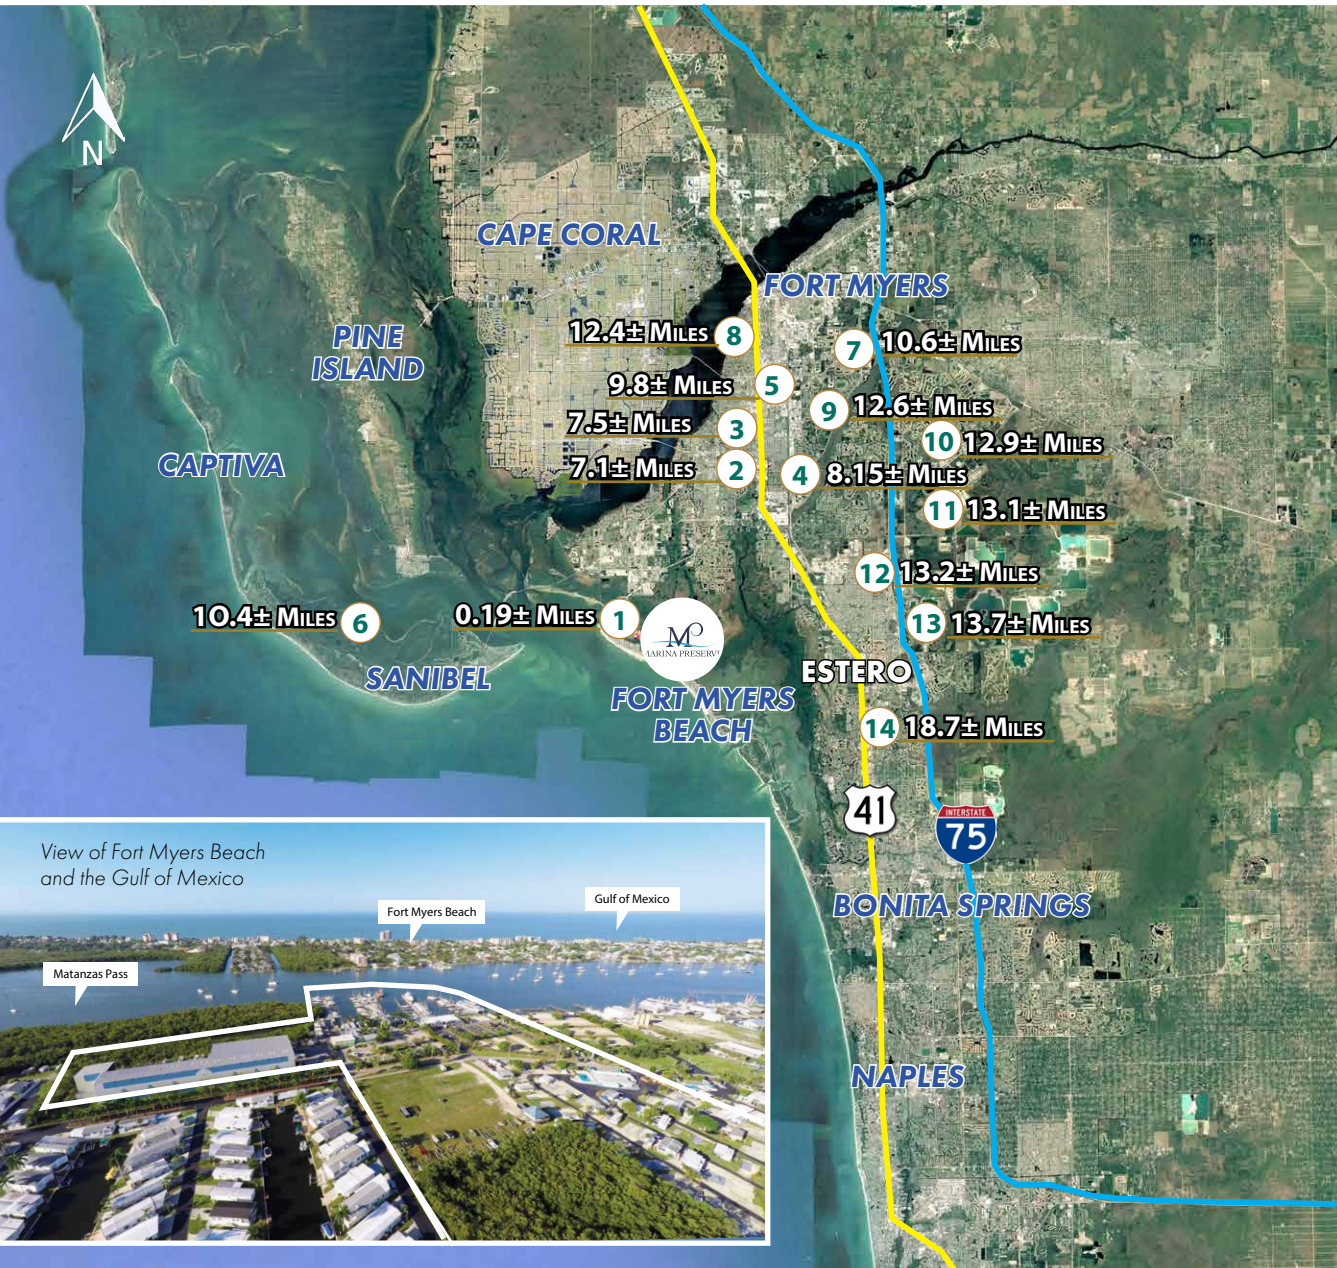 N
CAPE CORAL
FORT MYERS
PINE
ISLAND
12.4± MILES 8
7 10.6± MILES
9.8± MILES 5
9 12.6± MILES
7.5± MILES 3
10 12.9± MILES
CAPTIVA
7.1± MILES 2
4 8.15± MILES
11 13.1± MILES
12 13.2± MILES
10.4± MILES 6
0.19± MILES 1
13 13.7± MILES
MP
MARINA PRESERV
ESTERO
SANIBEL
FORT MYERS
BEACH
14 18.7± MILES
41
INTERSTATE
75
View of Fort Myers Beach
and the Gulf of Mexico
Gulf of Mexico
Fort Myers Beach
Matanzas Pass
BONITA SPRINGS
NAPLES